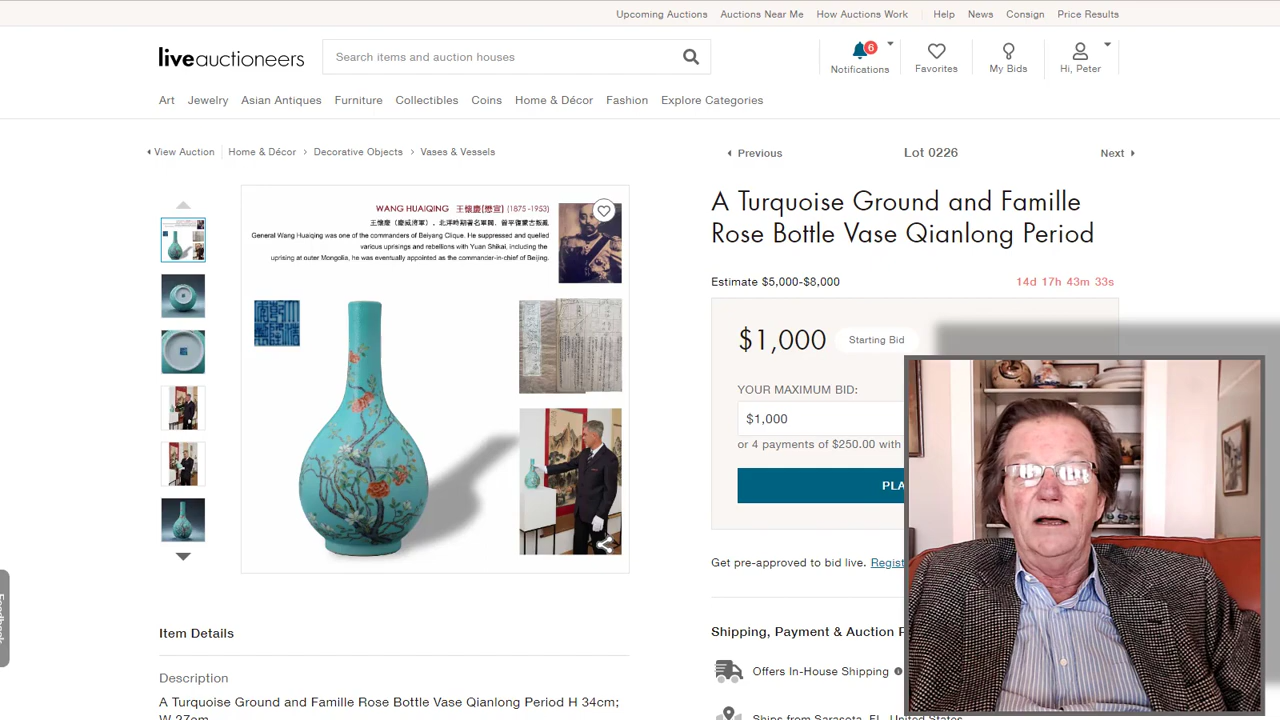 Upcoming Auctions Auctions Near Me How Auctions Work Help News Consign Price Results
liveauctioneers
Search items and auction houses
6
Notifications Favorites My Bids Hi, Peter
Art Jewelry Asian Antiques Furniture Collectibles Coins Home & Décor Fashion Explore Categories
View Auction Home & Décor Decorative Objects Vases & Vessels
Previous Lot 0226 Next
WANG HUAIQING 王懷慶(懋宣) (1875 -1953)
General Wang Huaiqing was one of the commanders of Beiyang Clique. He suppressed and quelled
various uprisings and rebellions with Yuan Shikai, including the
uprising at outer Mongolia, he was eventually appointed as the commander-in-chief of Beijing.
A Turquoise Ground and Famille
Rose Bottle Vase Qianlong Period
Estimate $5,000-$8,000 14d 17h 43m 33s
$1,000 Starting Bid
YOUR MAXIMUM BID:
$1,000
or 4 payments of $250.00 with
PLA
Get pre-approved to bid live. Regist
Shipping, Payment & Auction P
Offers In-House Shipping
Ships from Sarasota, FL, United States
Item Details
Description
A Turquoise Ground and Famille Rose Bottle Vase Qianlong Period H 34cm;
W 27cm
Feedback